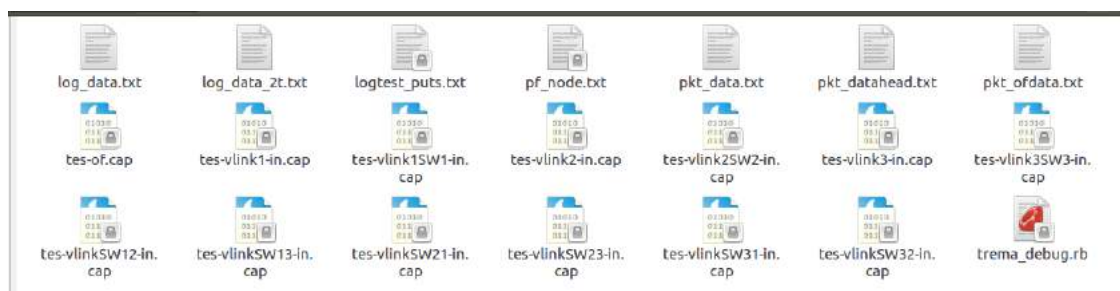 log_data.txt log_data_2t.txt logtest_puts.txt pf_node.txt pkt_data.txt pkt_datahead.txt pkt_ofdata.txt
tes-of.cap tes-vlink1-in.cap tes-vlink1SW1-in. tes-vlink2-in.cap tes-vlink2SW2-in. tes-vlink3-in.cap tes-vlink3SW3-in.
cap cap cap
tes-vlinkSW12-in. tes-vlinkSW13-in. tes-vlinkSW21-in. tes-vlinkSW23-in. tes-vlinkSW31-in. tes-vlinkSW32-in. trema_debug.rb
cap cap cap cap cap cap